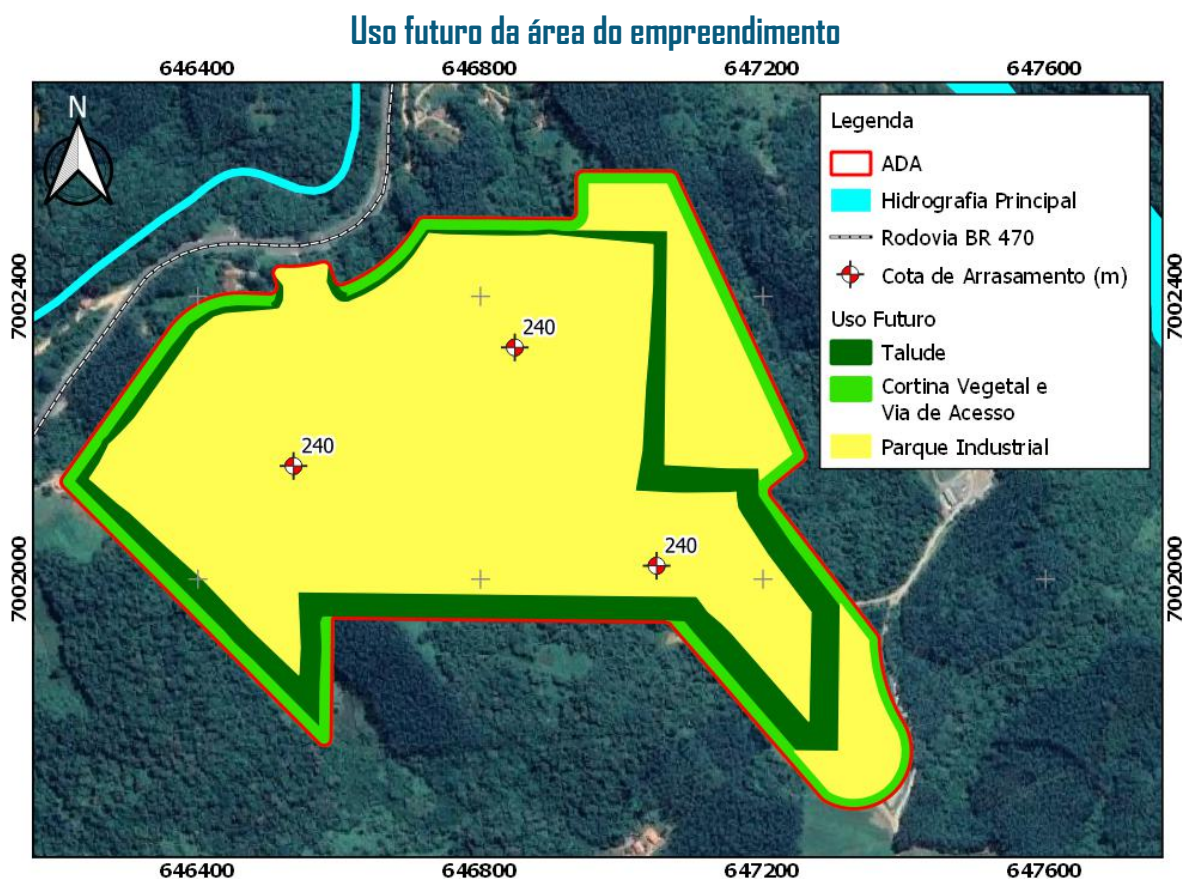 Uso futuro da área do empreendimento
646400
646800
647200
647600
N
Legenda
ADA
Hidrografia Principal
Rodovia BR 470
Cota de Arrasamento (m)
Uso Futuro
Talude
Cortina Vegetal e
Via de Acesso
Parque Industrial
7002400
7002400
240
240
240
7002000
7002000
646400
646800
647200
647600